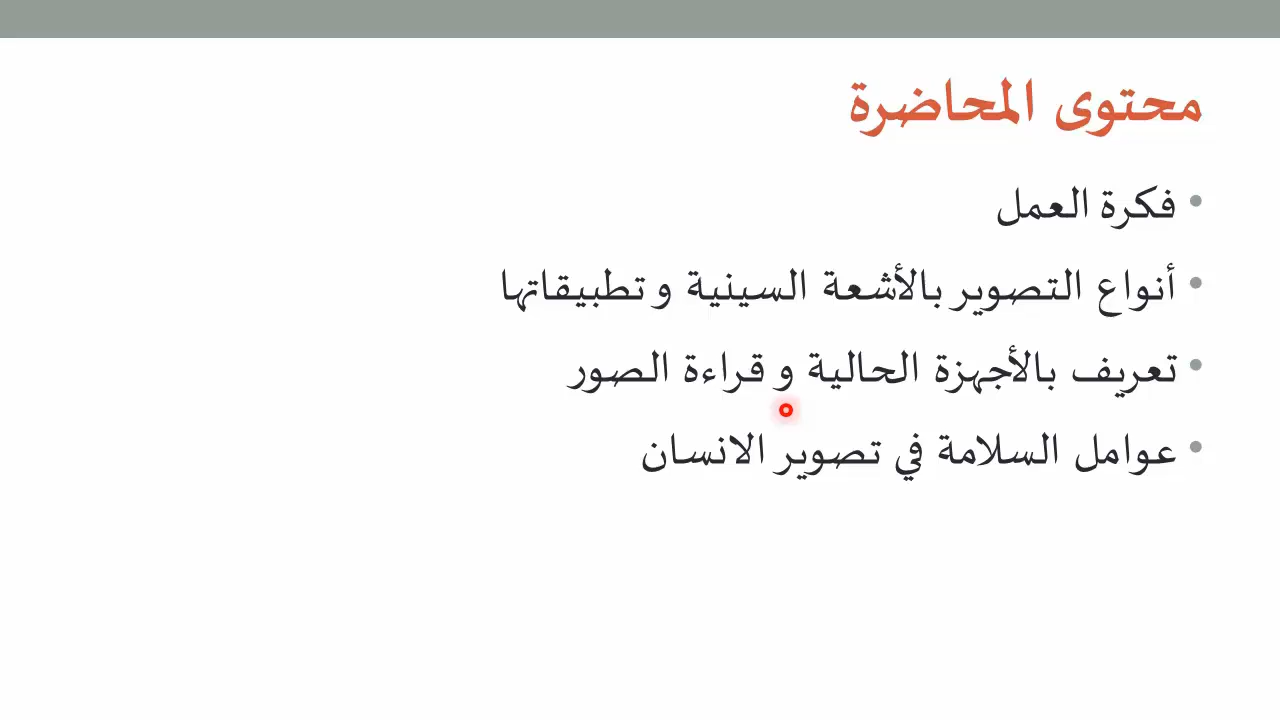 محتوى المحاضرة
• فكرة العمل
• أنواع التصوير بالأشعة السينية و تطبيقاتها
• تعريف بالأجهزة الحالية و قراءة الصور
• عوامل السلامة في تصوير الانسان